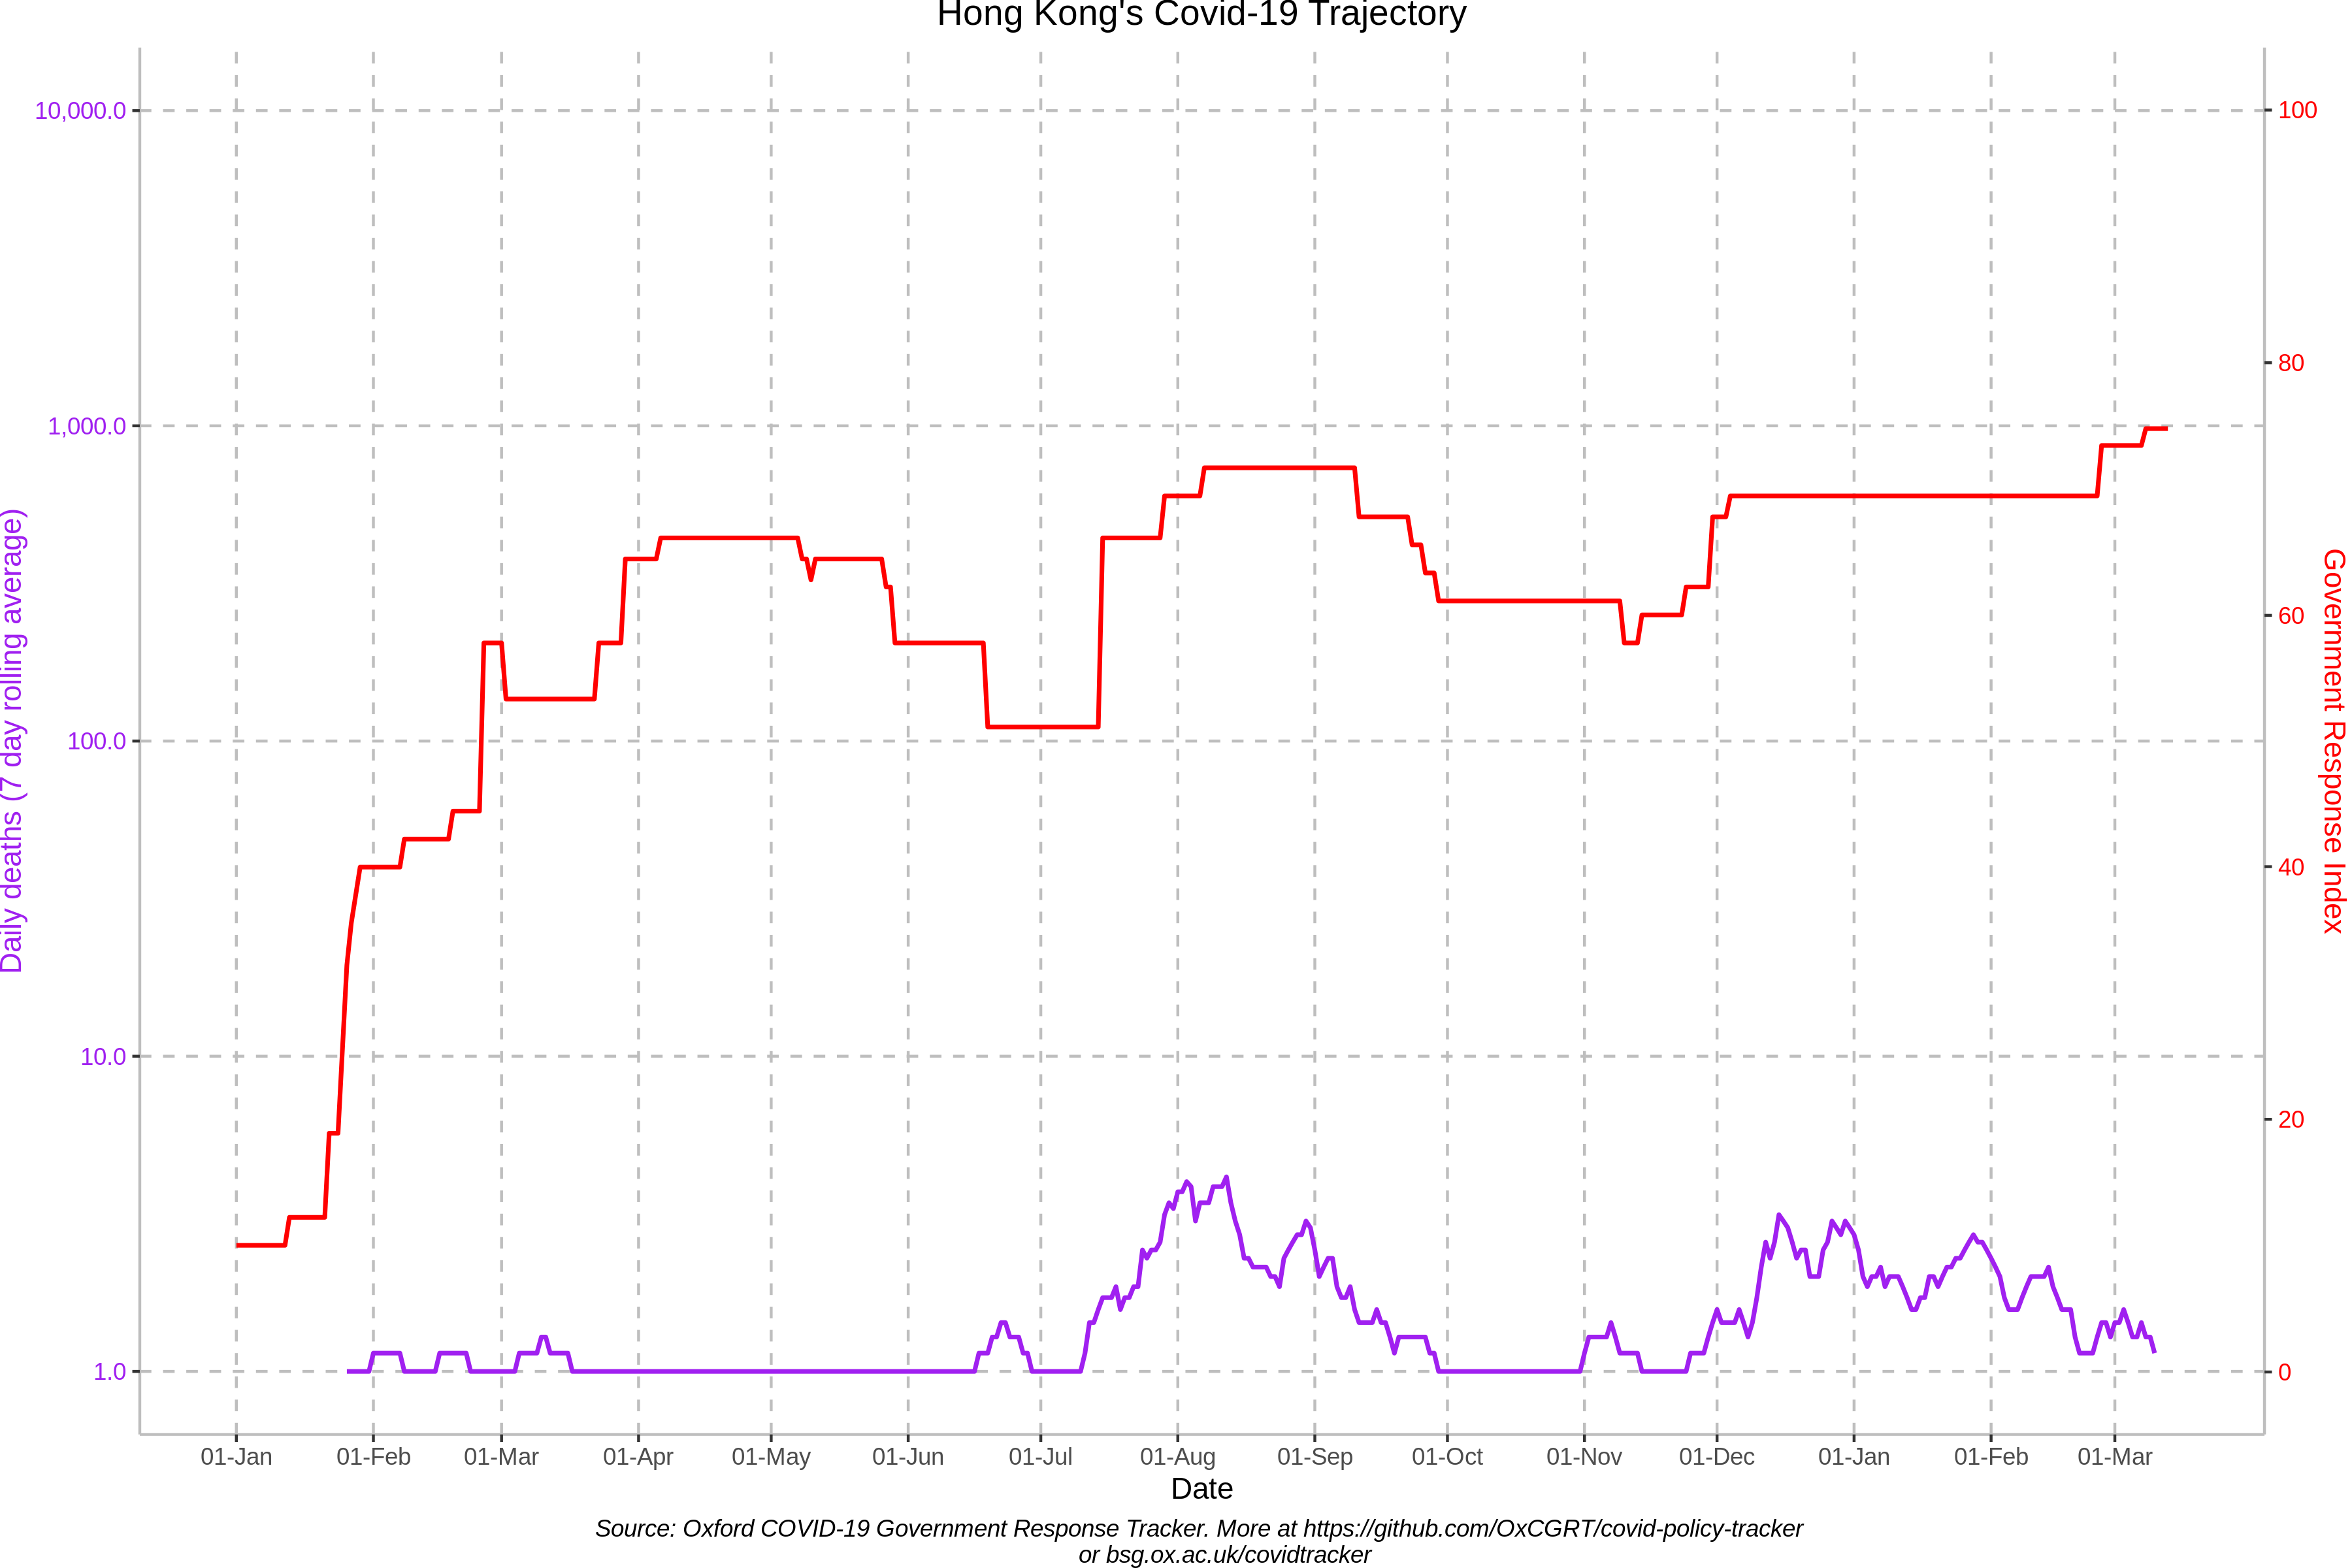 Hong Kong's Covid-19 Trajectory
10,000.0
1,000.0
100.0
10.0
1.0
Daily deaths (7 day rolling average)
100
80
60
40
20
0
Government Response Index
01-Jan 01-Feb 01-Mar 01-Apr 01-May 01-Jun 01-Jul 01-Aug 01-Sep 01-Oct 01-Nov 01-Dec 01-Jan 01-Feb 01-Mar
Date
Source: Oxford COVID-19 Government Response Tracker. More at https://github.com/OxCGRT/covid-policy-tracker
or bsg.ox.ac.uk/covidtracker